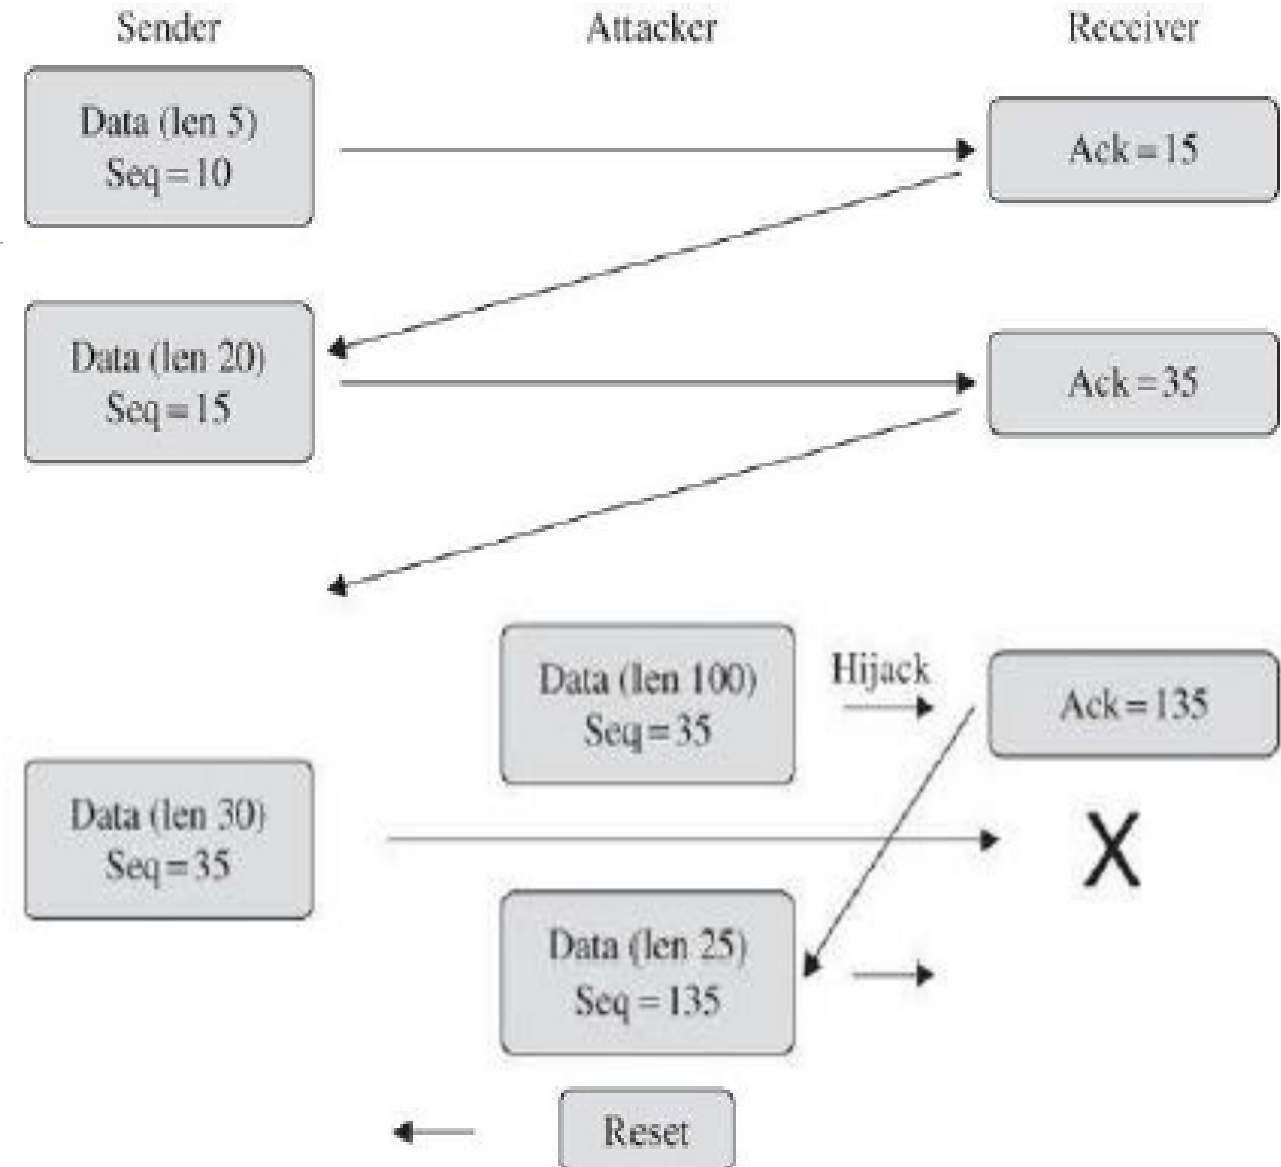 Sender
Attacker
Receiver
Data (len 5)
Seq = 10
Ack = 15
Data (len 20)
Seq = 15
Ack = 35
Data (len 100)
Seq = 35
Hijack
Ack = 135
Data (len 30)
Seq = 35
X
Data (len 25)
Seq = 135
Reset